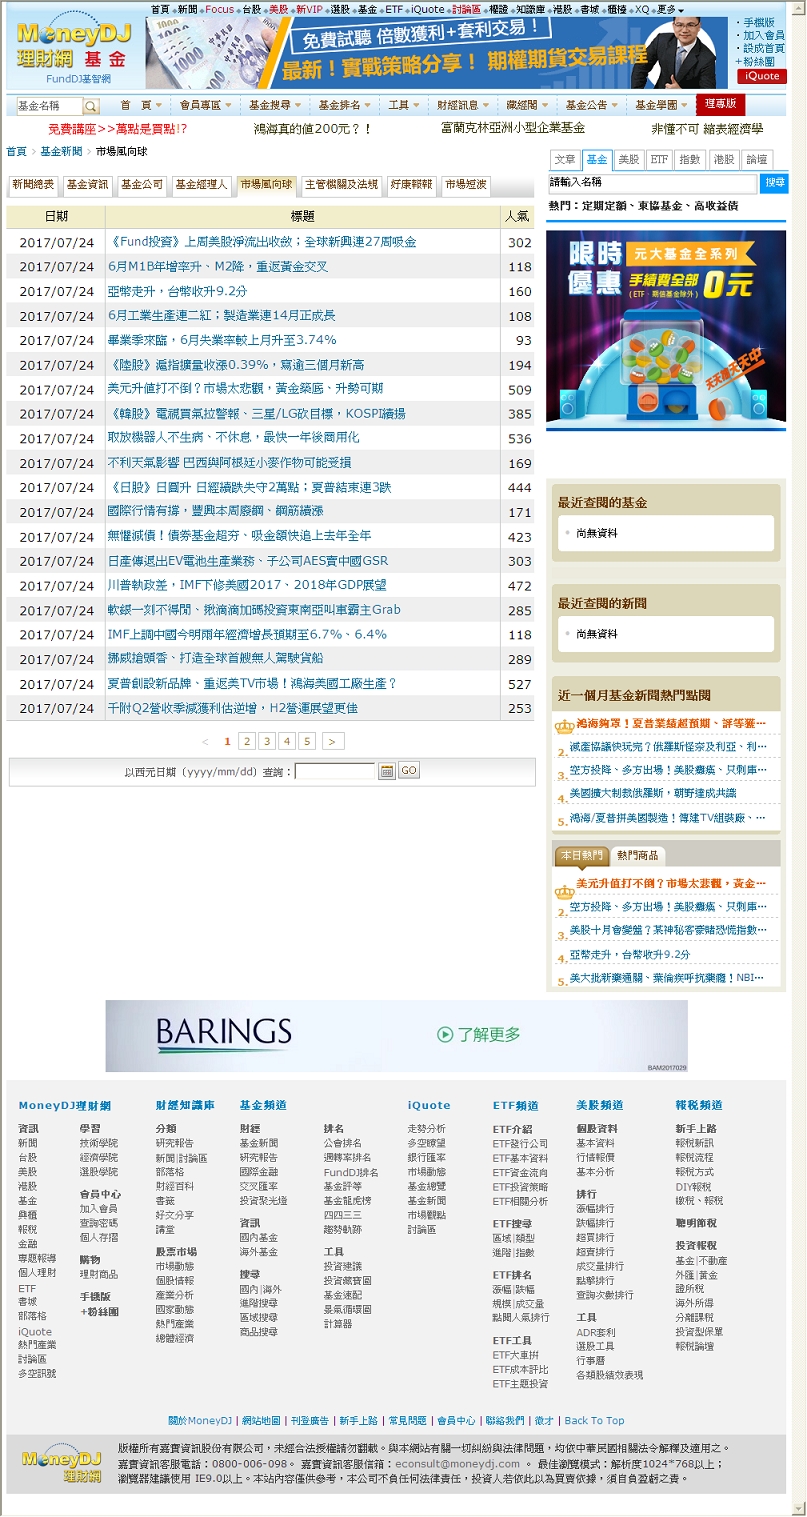 首頁 新聞 Focus 台股 美股 新VIP 選股 基金 ETF iQuote 討論區 權證 知識庫 港股 書城 櫃檯 XQ 更多
MoneyDJ
理財網 基金
FundDJ基智網
免費試聽 倍數獲利+套利交易！
最新！實戰策略分享！ 期權期貨交易課程
手機版
加入會員
設成首頁
+粉絲團
iQuote
基金名稱 首 頁 會員專區 基金搜尋 基金排名 工具 財經訊息 藏經閣 基金公告 基金學園 理專版
免費講座>>萬點是買點!? 鴻海真的值200元？！ 富蘭克林亞洲小型企業基金 非懂不可 縮表經濟學
首頁 > 基金新聞 > 市場風向球
文章 基金 美股 ETF 指數 港股 論壇
請輸入名稱 搜尋
熱門：定期定額、東協基金、高收益債
新聞總表 基金資訊 基金公司 基金經理人 市場風向球 主管機關及法規 好康報報 市場短波
日期 標題 人氣
2017/07/24 《Fund投資》上周美股淨流出收斂；全球新興連27周吸金 302
2017/07/24 6月M1B年增率升、M2降，重返黃金交叉 118
2017/07/24 亞幣走升，台幣收升9.2分 160
2017/07/24 6月工業生產連二紅；製造業連14月正成長 108
2017/07/24 畢業季來臨，6月失業率較上月升至3.74% 93
2017/07/24 《陸股》滬指擴量收漲0.39%，寫逾三個月新高 194
2017/07/24 美元升值打不倒？市場太悲觀，黃金築底、升勢可期 509
2017/07/24 《韓股》電視買氣拉警報、三星/LG砍目標，KOSPI續揚 385
2017/07/24 取放機器人不生病、不休息，最快一年後商用化 536
2017/07/24 不利天氣影響 巴西與阿根廷小麥作物可能受損 169
2017/07/24 《日股》日圓升 日經續跌失守2萬點；夏普結束連3跌 444
2017/07/24 國際行情有撐，豐興本周廢鋼、鋼筋續漲 171
2017/07/24 無懼減債！債券基金超夯、吸金額快追上去年全年 423
2017/07/24 日產傳退出EV電池生產業務、子公司AES賣中國GSR 303
2017/07/24 川普執政差，IMF下修美國2017、2018年GDP展望 472
2017/07/24 軟銀一刻不得閒、揪滴滴加碼投資東南亞叫車霸主Grab 285
2017/07/24 IMF上調中國今明兩年經濟增長預期至6.7%、6.4% 118
2017/07/24 挪威搶頭香、打造全球首艘無人駕駛貨船 289
2017/07/24 夏普創設新品牌、重返美TV市場！鴻海美國工廠生產？ 527
2017/07/24 千附Q2營收季減獲利估逆增，H2營運展望更佳 253
< 1 2 3 4 5 >
以西元日期 (yyyy/mm/dd) 查詢： GO
限時優惠
元大基金全系列
手續費全部 0元
(ETF、期信基金除外)
天天轉天天中
最近查閱的基金
尚無資料
最近查閱的新聞
尚無資料
近一個月基金新聞熱門點閱
鴻海夠罩！夏普業績超預期、評等獲…
2. 減產協議快玩完？俄羅斯怪奈及利亞、利…
3. 空方投降、多方出場！美股癲瘋、只剩庫…
4. 美國擴大制裁俄羅斯，朝野達成共識
5. 鴻海/夏普拼美國製造！傳建TV組裝廠、…
本日熱門 熱門商品
美元升值打不倒？市場太悲觀，黃金…
2. 空方投降、多方出場！美股癲瘋、只剩庫…
3. 美股十月會變盤？某神秘客豪賭恐慌指數…
4. 亞幣走升，台幣收升9.2分
5. 美大批新藥過關、葉倫疾呼抗藥癮！NBI…
BARINGS
了解更多
BAM2017029
MoneyDJ理財網
資訊
新聞
台股
美股
港股
基金
興櫃
報稅
金融
專題報導
個人理財
ETF
書城
部落格
iQuote
熱門產業
討論區
多空訊號
學習
技術學院
經濟學院
選股學院
會員中心
加入會員
查詢密碼
個人存摺
購物
理財商品
手機版
+粉絲團
財經知識庫
分類
研究報告
新聞|討論區
部落格
財經百科
書籤
好文分享
講堂
股票市場
市場動態
個股情報
產業分析
國家動態
熱門產業
總體經濟
基金頻道
財經
基金新聞
研究報告
國際金融
交叉匯率
投資聚光燈
資訊
國內基金
海外基金
搜尋
國內|海外
進階搜尋
區域搜尋
商品搜尋
排名
公會排名
週轉率排名
FundDJ排名
基金評等
基金龍虎榜
四四三三
趨勢軌跡
工具
投資建議
投資藏寶圖
基金速配
景氣循環圖
計算器
iQuote
走勢分析
多空瞭望
銀行匯率
市場動態
基金總覽
基金新聞
市場觀點
討論區
ETF頻道
ETF介紹
ETF發行公司
ETF基本資料
ETF資金流向
ETF投資策略
ETF相關分析
ETF搜尋
區域|類型
進階|指數
ETF排名
漲幅|跌幅
規模|成交量
點閱人氣排行
ETF工具
ETF大車拚
ETF成本評比
ETF主題投資
美股頻道
個股資料
基本資料
行情報價
基本分析
排行
漲幅排行
跌幅排行
超買排行
超賣排行
成交量排行
點擊排行
查詢次數排行
工具
ADR套利
選股工具
行事曆
各類股績效表現
報稅頻道
新手上路
報稅新訊
報稅流程
報稅方式
DIY報稅
繳稅、報稅
聰明節稅
投資報稅
基金|不動產
外匯|黃金
證所稅
海外所得
分離課稅
投資型保單
報稅論壇
關於MoneyDJ | 網站地圖 | 刊登廣告 | 新手上路 | 常見問題 | 會員中心 | 聯絡我們 | 徵才 | Back To Top
MoneyDJ
理財網
版權所有嘉實資訊股份有限公司，未經合法授權請勿翻載。與本網站有關一切糾紛與法律問題，均依中華民國相關法令解釋及適用之。
嘉實資訊客服電話：0800-006-098。 嘉實資訊客服信箱：econsult@moneydj.com 。 最佳瀏覽模式：解析度1024*768以上；
瀏覽器建議使用 IE9.0以上。本站內容僅供參考，本公司不負任何法律責任，投資人若依此以為買賣依據，須自負盈虧之責。